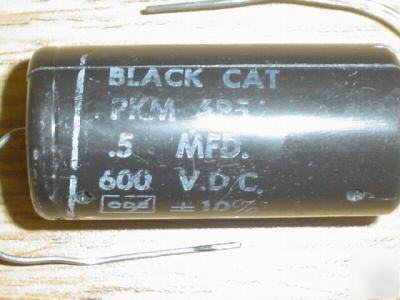 BLACK CAT
PKM
.5 MFD.
600 V.D.C.
±10%